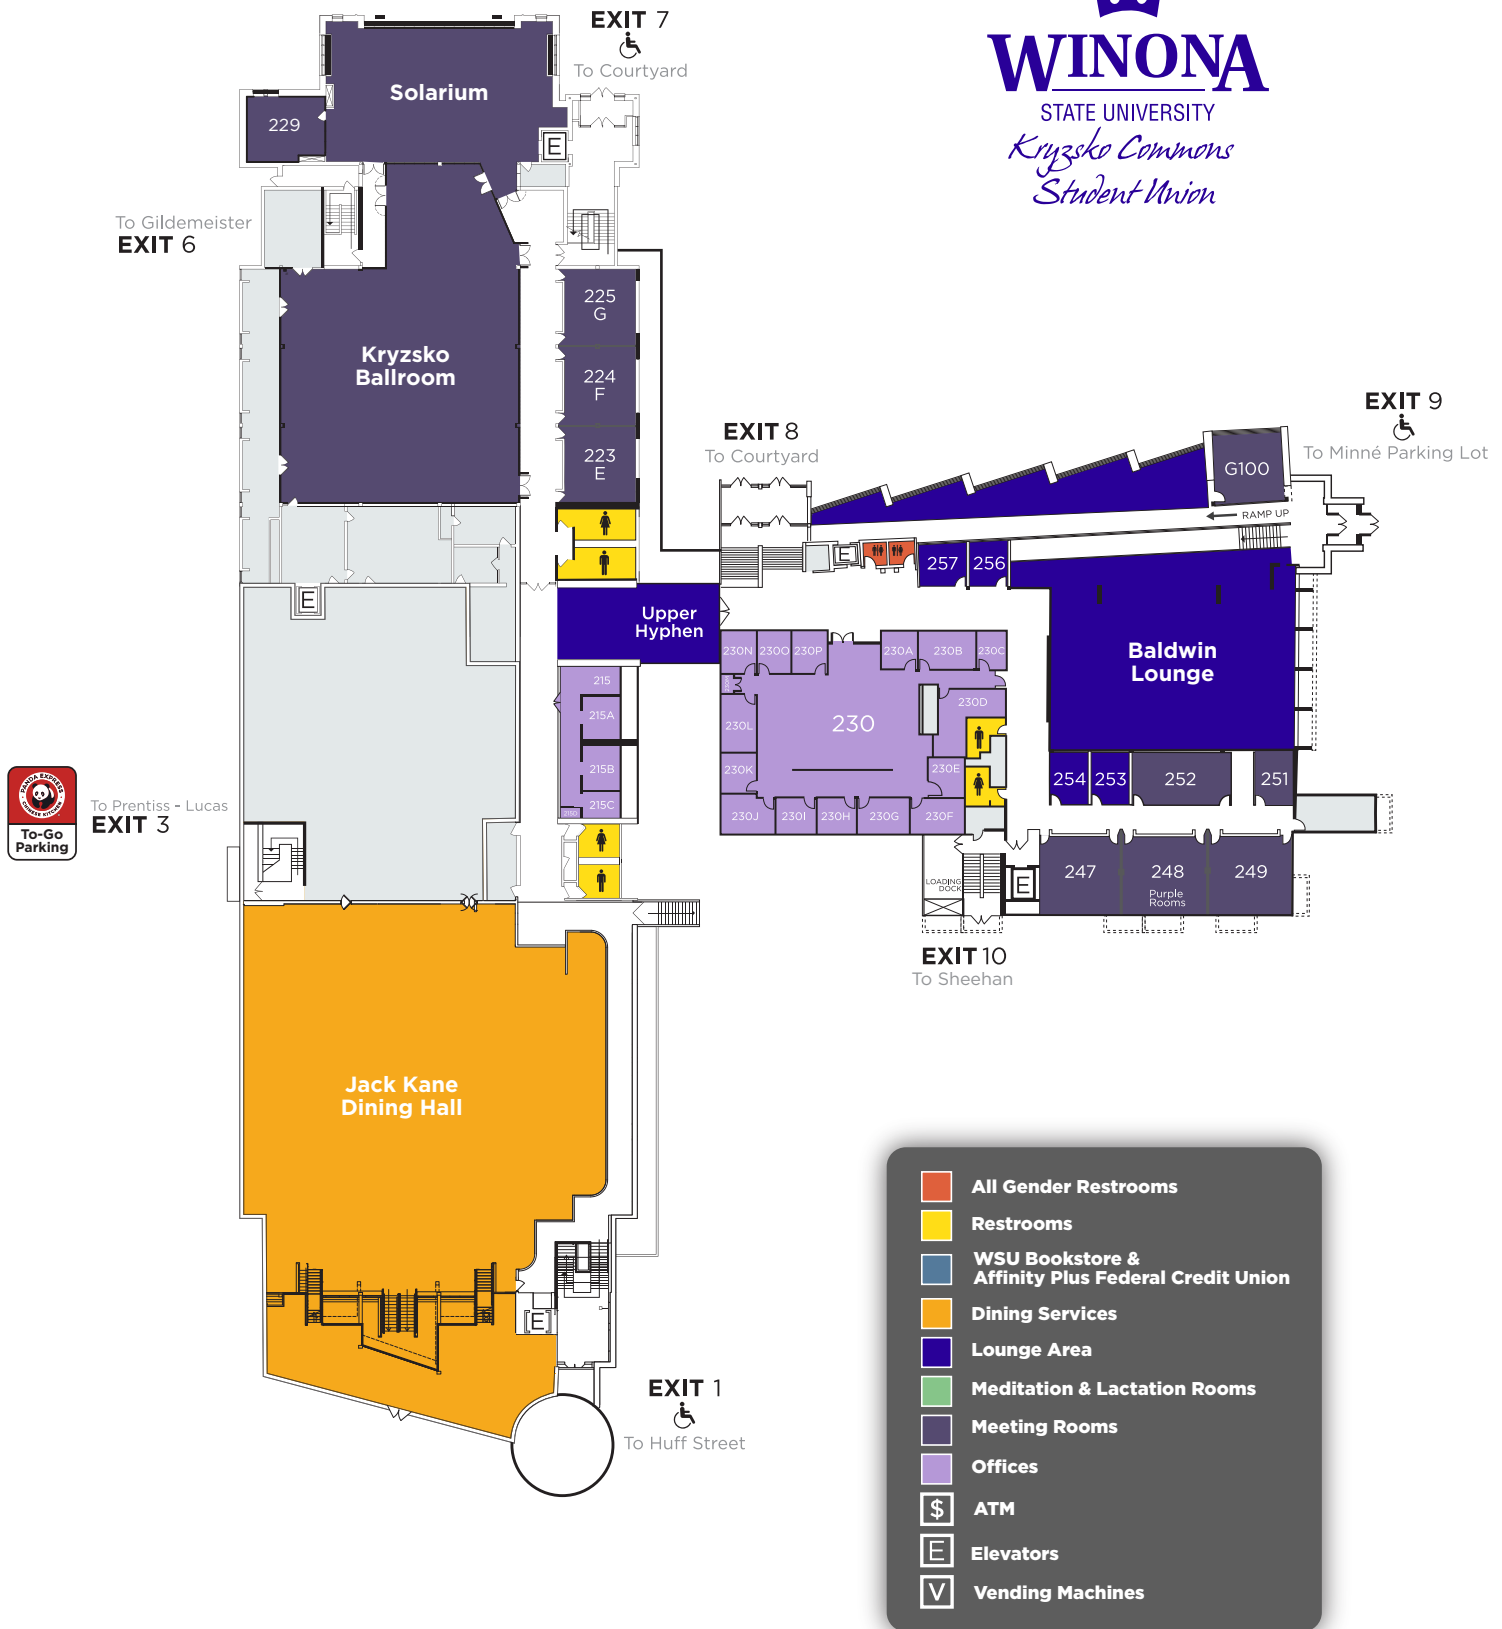 WINONA
STATE UNIVERSITY
Kryzsko Commons
Student Union
EXIT 7
To Courtyard
Solarium
229
E
To Gildemeister
EXIT 6
225
G
Kryzsko
Ballroom
224
F
223
E
EXIT 8
To Courtyard
EXIT 9
To Minné Parking Lot
G100
RAMP UP
E
257
256
E
Upper
Hyphen
Baldwin
Lounge
230N
230O
230P
230A
230B
230C
215
215A
215B
215C
230L
230
230D
230K
230E
230J
230I
230H
230G
230F
254
253
252
251
PANDA EXPRESS
CHINESE KITCHEN
To-Go
Parking
To Prentiss - Lucas
EXIT 3
LOADING
DOCK
E
247
248
Purple
Rooms
249
EXIT 10
To Sheehan
Jack Kane
Dining Hall
E
EXIT 1
To Huff Street
All Gender Restrooms
Restrooms
WSU Bookstore &
Affinity Plus Federal Credit Union
Dining Services
Lounge Area
Meditation & Lactation Rooms
Meeting Rooms
Offices
$ ATM
E Elevators
V Vending Machines